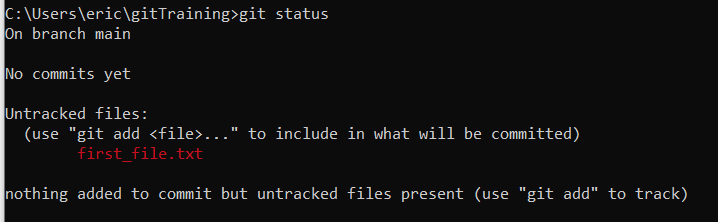 C:\Users\eric\gitTraining>git status
On branch main
No commits yet
Untracked files:
(use "git add <file>..." to include in what will be committed)
first_file.txt
nothing added to commit but untracked files present (use "git add" to track)